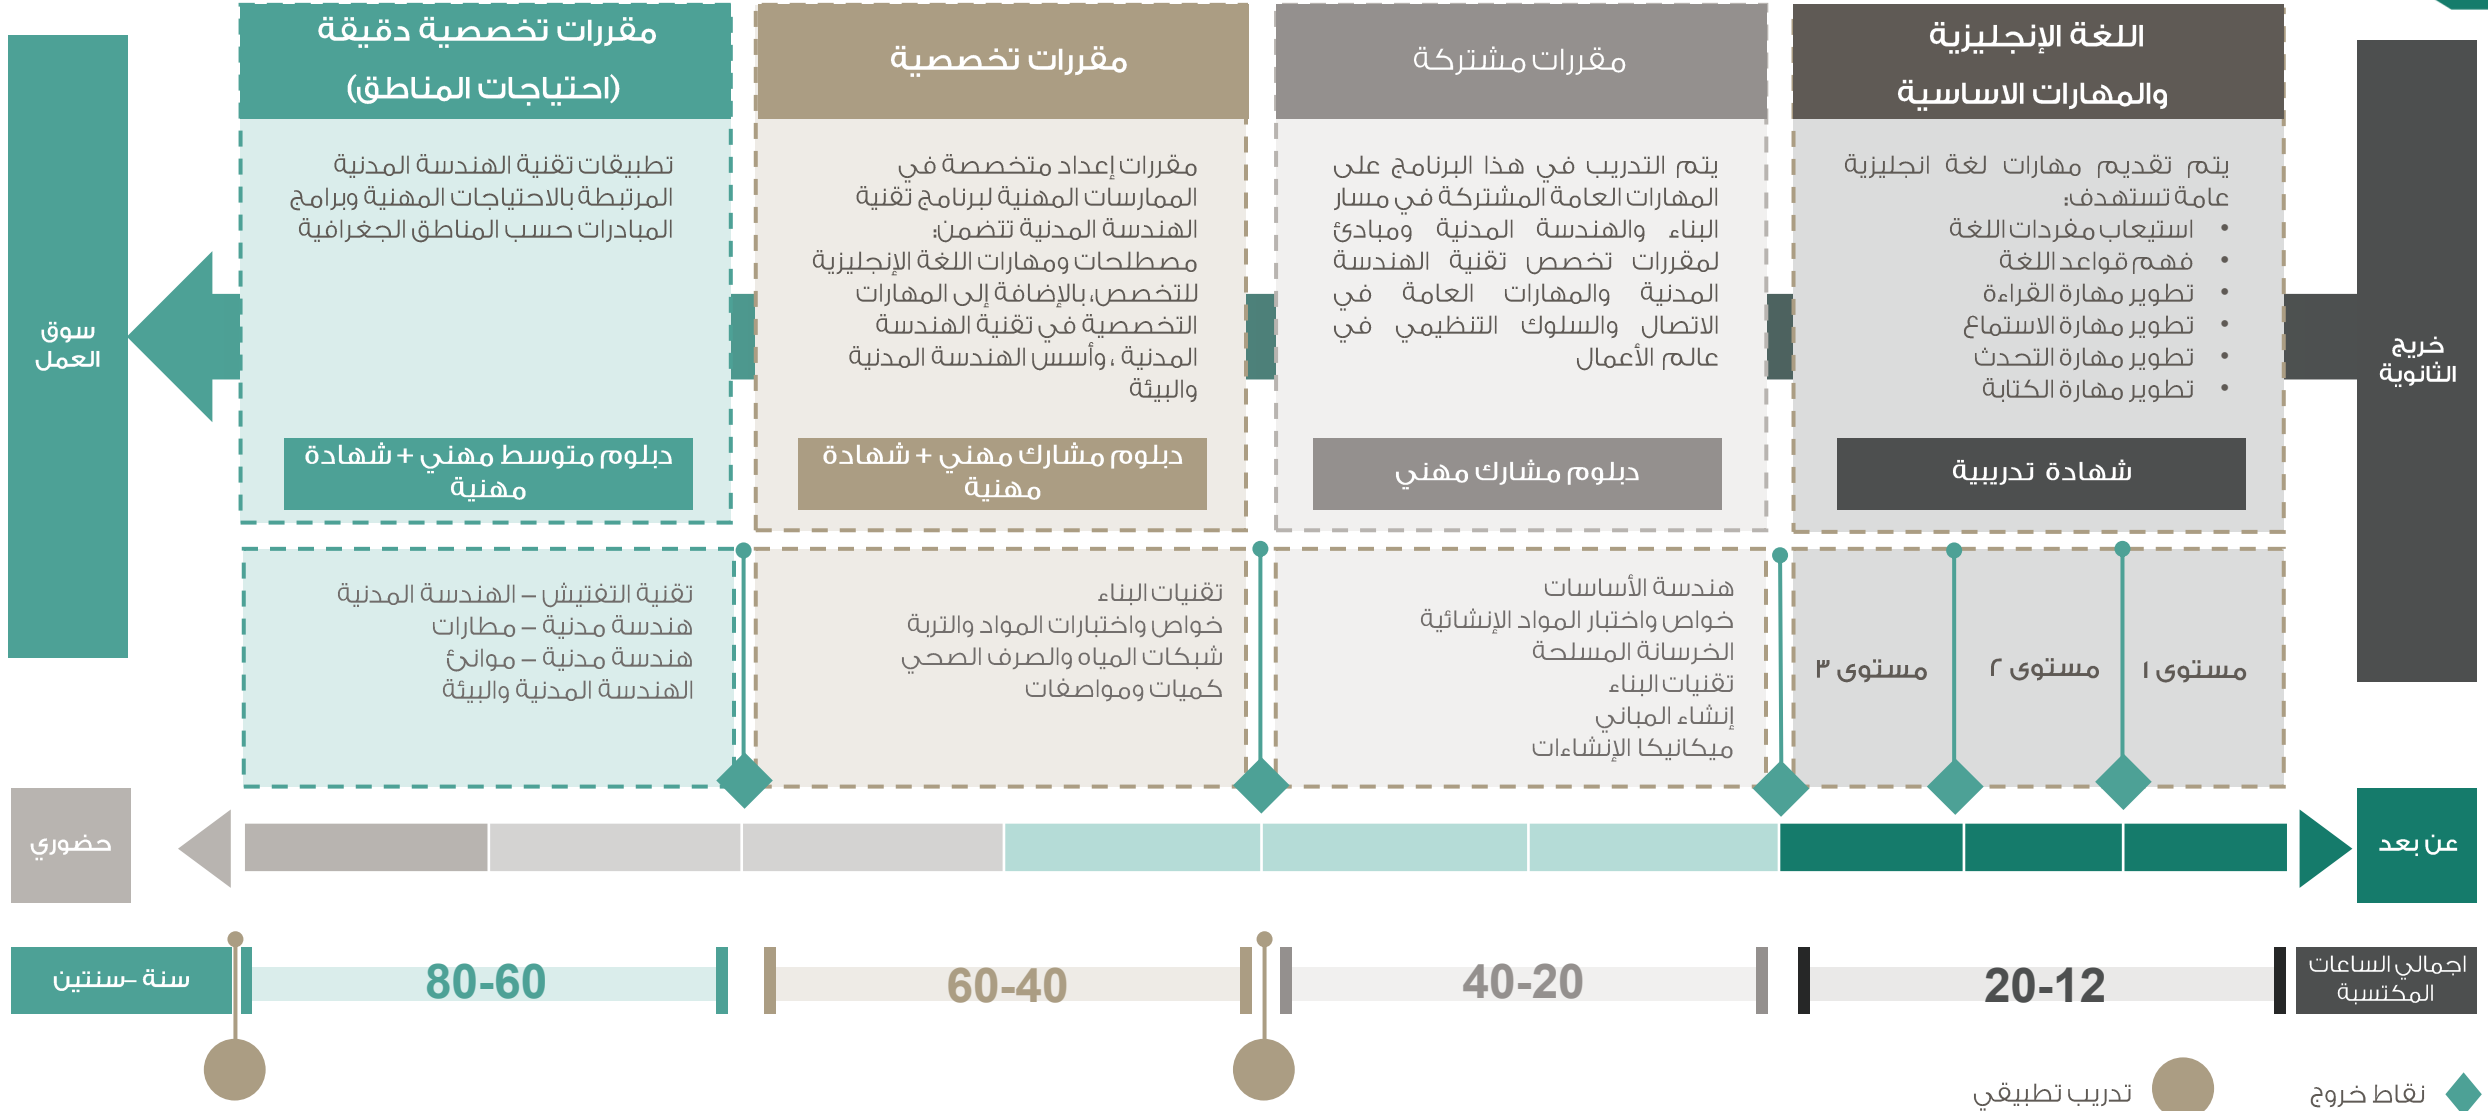 خريج
الثانوية
اللغة الإنجليزية
والمهارات الاساسية
يتم تقديم مهارات لغة انجليزية
عامة تستهدف:
• استيعاب مفردات اللغة
• فهم قواعد اللغة
• تطوير مهارة القراءة
• تطوير مهارة الاستماع
• تطوير مهارة التحدث
• تطوير مهارة الكتابة
شهادة تدريبية
مقررات مشتركة
يتم التدريب في هذا البرنامج على
المهارات العامة المشتركة في مسار
البناء والهندسة المدنية ومبادئ
لمقررات تخصص تقنية الهندسة
المدنية والمهارات العامة في
الاتصال والسلوك التنظيمي في
عالم الأعمال
دبلوم مشارك مهني
مقررات تخصصية
مقررات إعداد متخصصة في
الممارسات المهنية لبرنامج تقنية
الهندسة المدنية تتضمن:
مصطلحات ومهارات اللغة الإنجليزية
للتخصص، بالإضافة إلى المهارات
التخصصية في تقنية الهندسة
المدنية ، وأسس الهندسة المدنية
والبيئة
دبلوم مشارك مهني + شهادة
مهنية
مقررات تخصصية دقيقة
(احتياجات المناطق)
تطبيقات تقنية الهندسة المدنية
المرتبطة بالاحتياجات المهنية وبرامج
المبادرات حسب المناطق الجغرافية
دبلوم متوسط مهني + شهادة
مهنية
سوق
العمل
مستوى ١
مستوى ٢
مستوى ٣
هندسة الأساسات
خواص واختبار المواد الإنشائية
الخرسانة المسلحة
تقنيات البناء
إنشاء المباني
ميكانيكا الإنشاءات
تقنيات البناء
خواص واختبارات المواد والتربة
شبكات المياه والصرف الصحي
كميات ومواصفات
تقنية التفتيش – الهندسة المدنية
هندسة مدنية – مطارات
هندسة مدنية – موانئ
الهندسة المدنية والبيئة
عن بعد
حضوري
اجمالي الساعات
المكتسبة
20-12
40-20
60-40
80-60
سنة –سنتين
نقاط خروج
تدريب تطبيقي